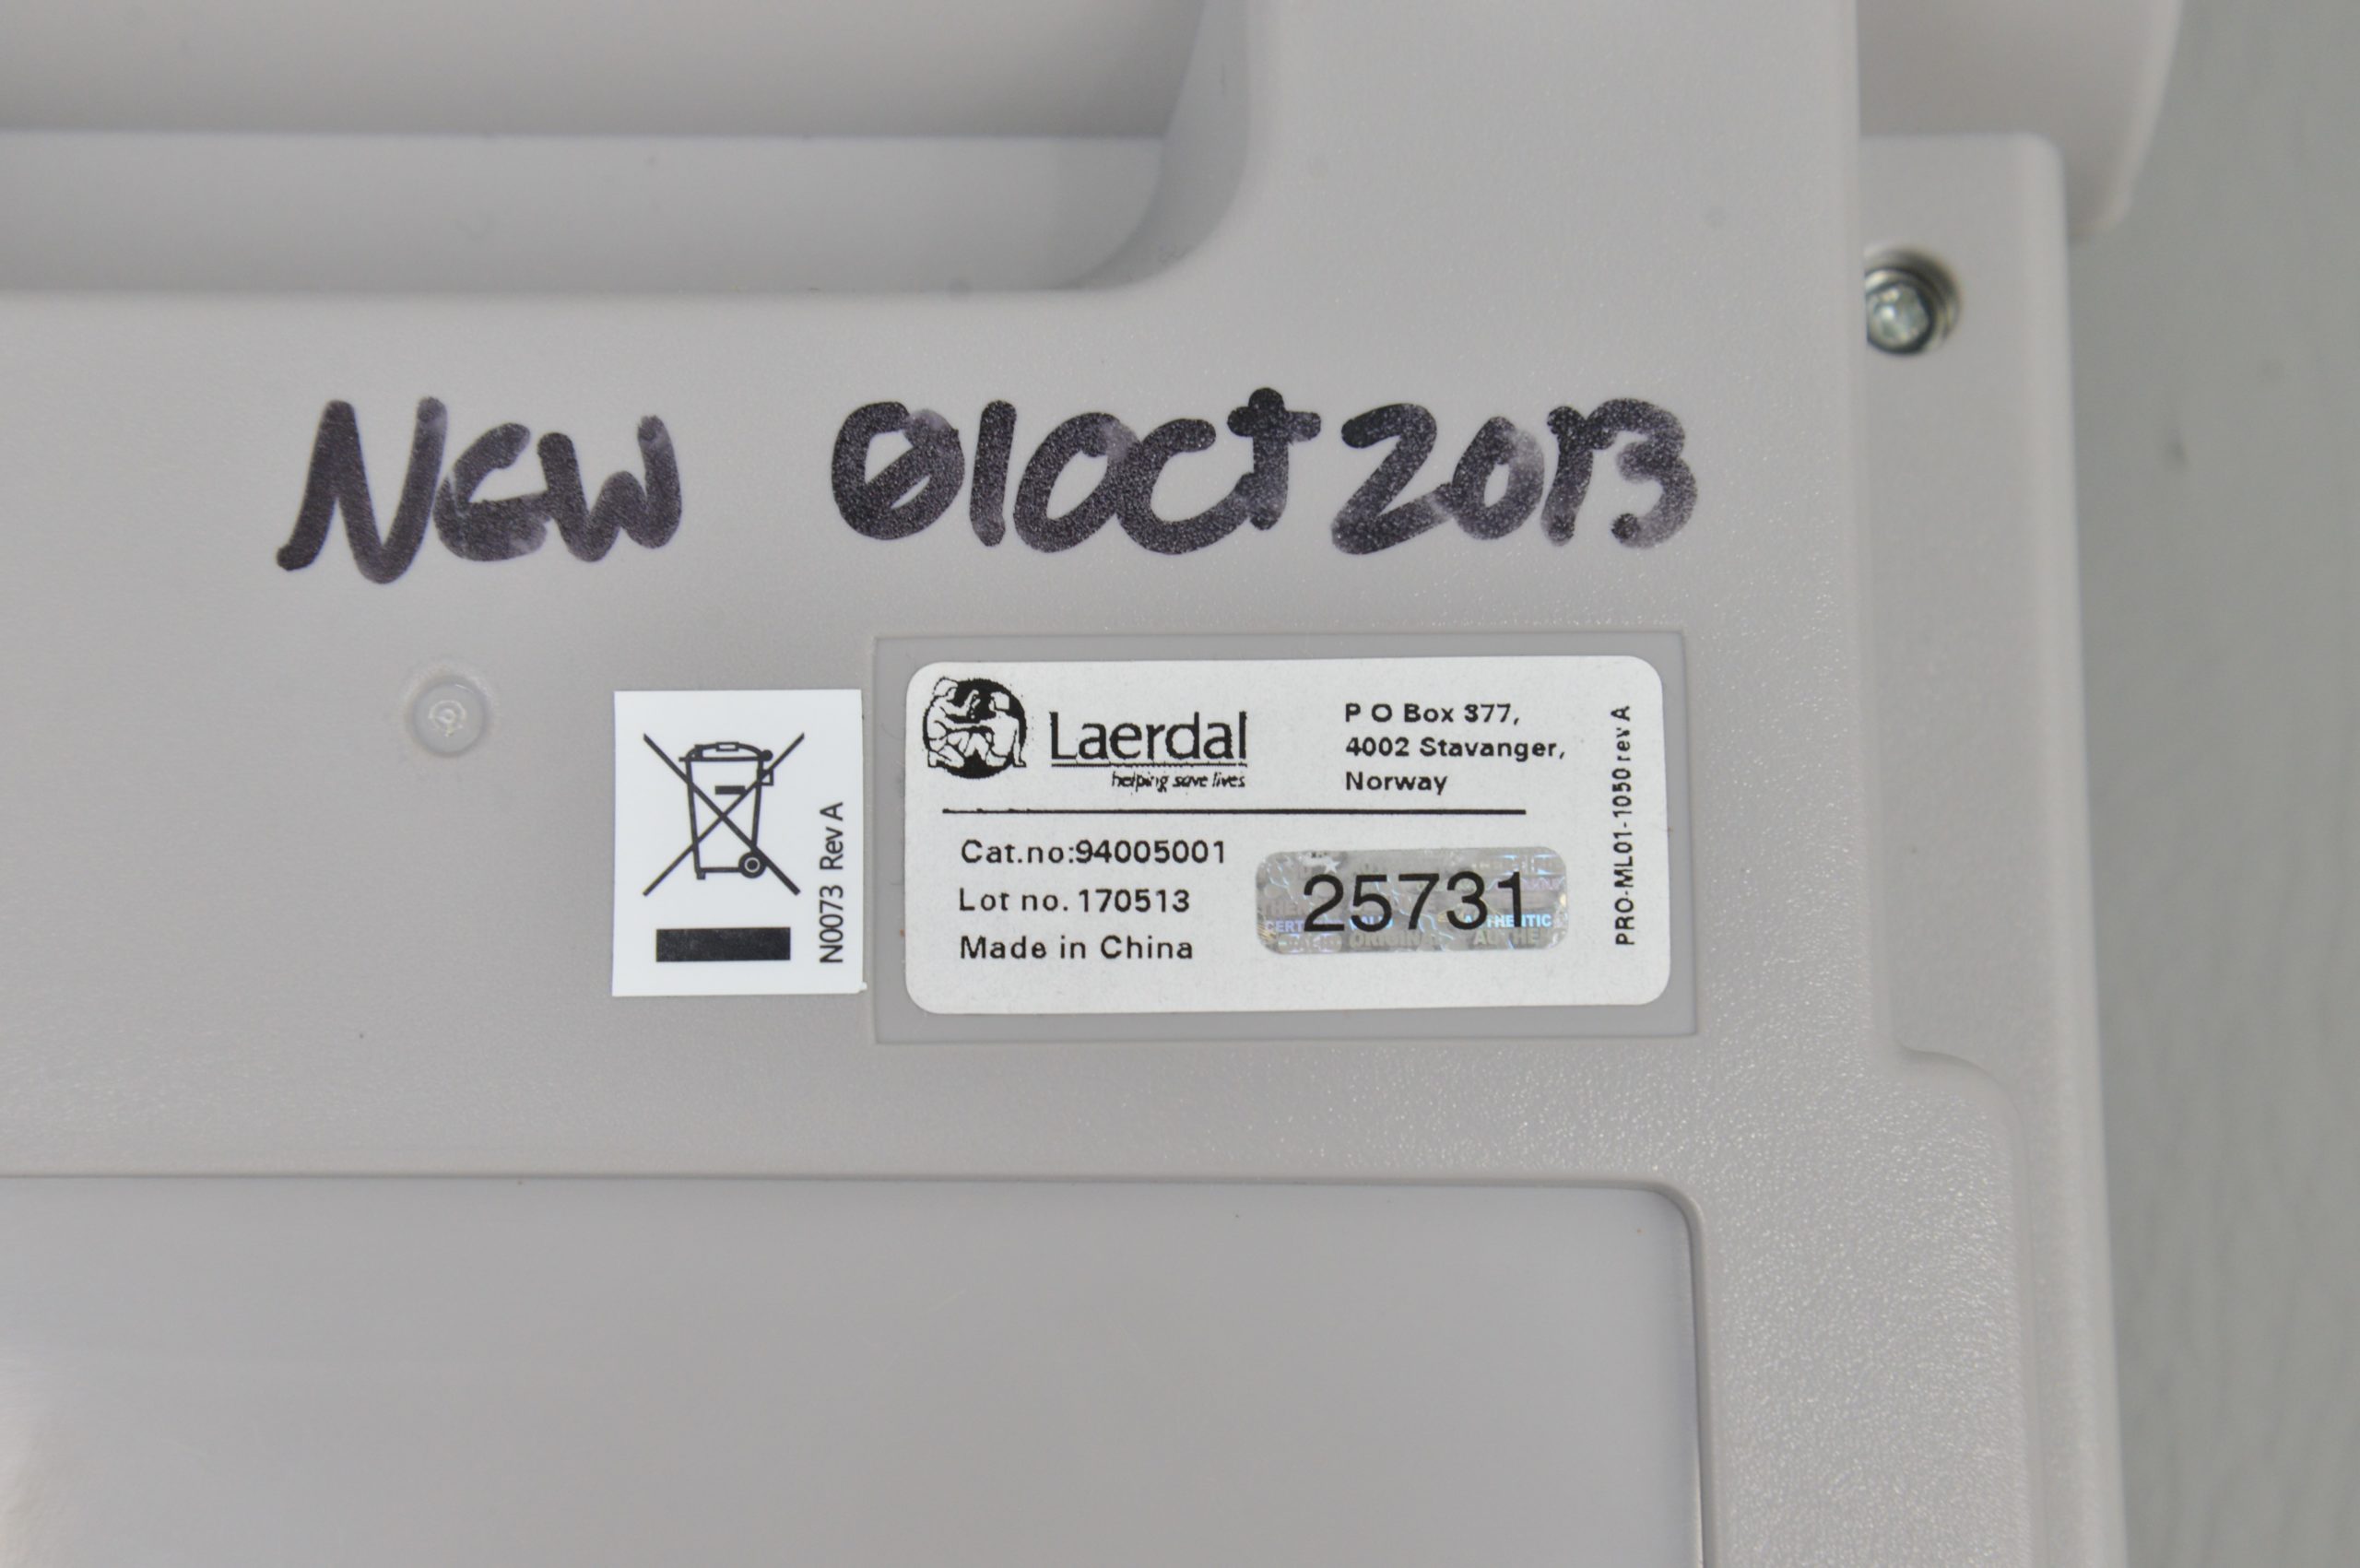 New 01Oct2013
Laerdal
helping save lives
P O Box 377,
4002 Stavanger,
Norway
Cat.no:94005001
Lot no. 170513
Made in China
25731
PRO-ML01-1050 rev A
N0073 Rev A